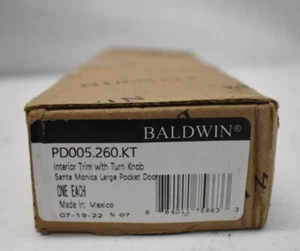 BALDWIN®
PD005.260.KT
Interior Trim with Turn Knob
Santa Monica Large Pocket Door
ONE EACH
Made In: Mexico
07-19-22 N 07